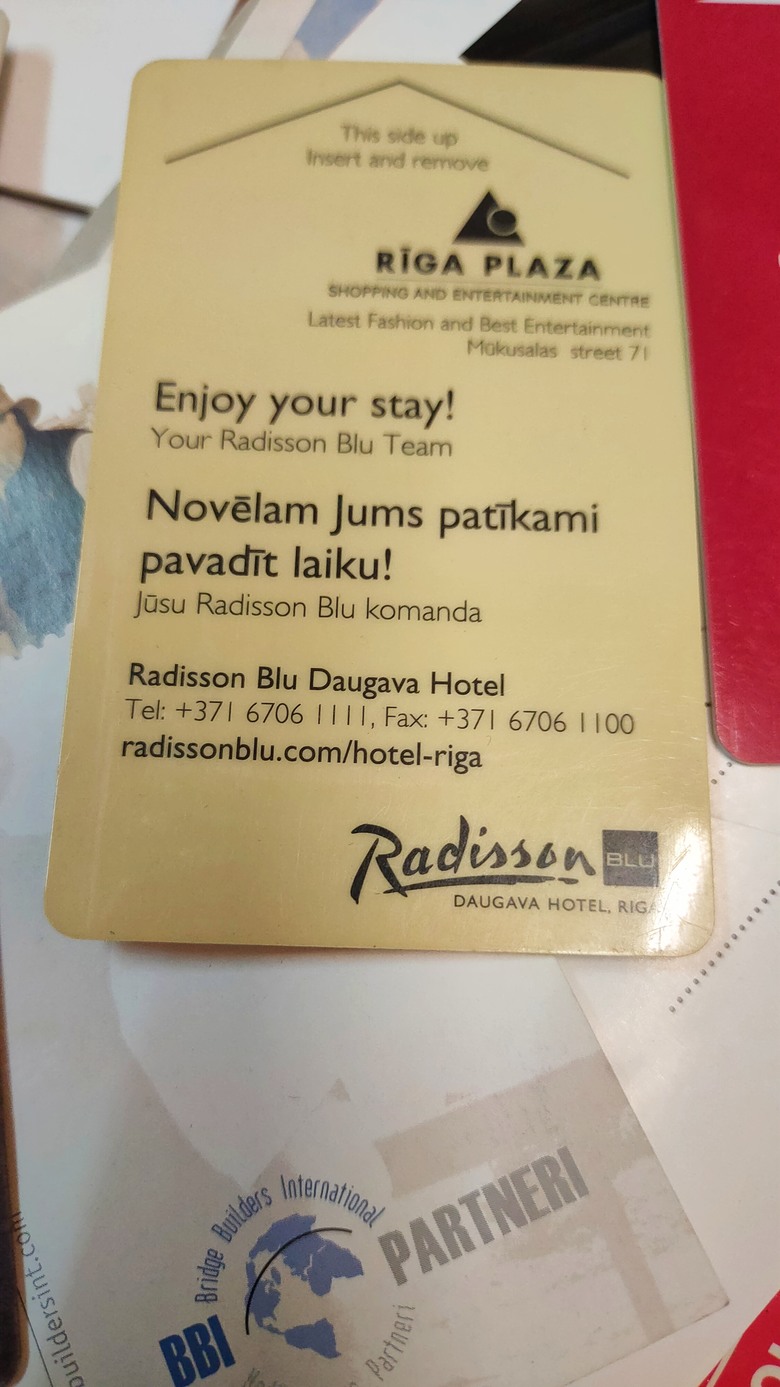 This side up
Insert and remove
RĪGA PLAZA
SHOPPING AND ENTERTAINMENT CENTRE
Latest Fashion and Best Entertainment
Mūkusalas street 71
Enjoy your stay!
Your Radisson Blu Team
Novēlam Jums patīkami
pavadīt laiku!
Jūsu Radisson Blu komanda
Radisson Blu Daugava Hotel
Tel: +371 6706 1111, Fax: +371 6706 1100
radissonblu.com/hotel-riga
Radisson BLU
DAUGAVA HOTEL, RIGA
Bridge Builders International
PARTNERI
BBI
Partneri
uildersint.com